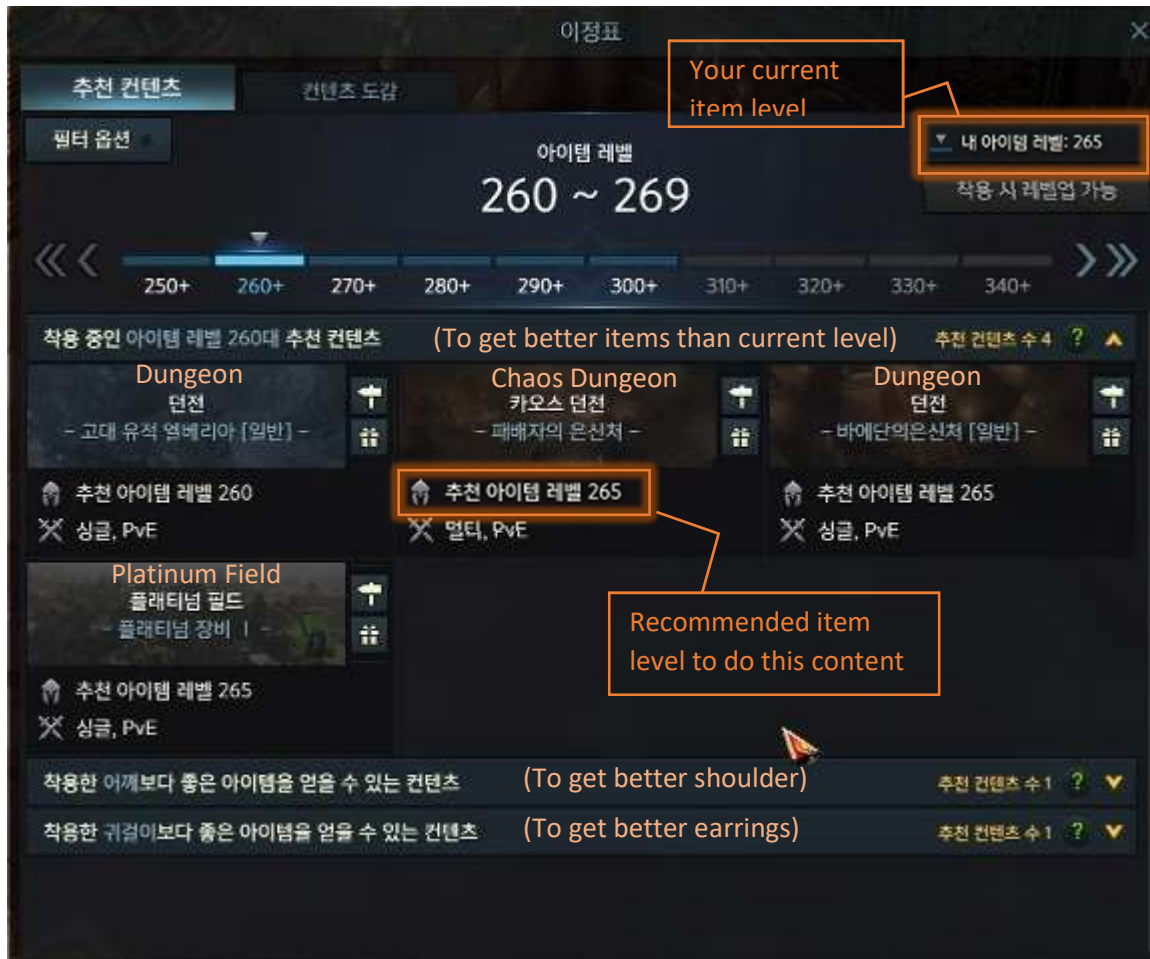 이정표
추천 컨텐츠
컨텐츠 도감
Your current
item level
필터 옵션
내 아이템 레벨: 265
아이템 레벨
260 ~ 269
착용 시 레벨업 가능
250+ 260+ 270+ 280+ 290+ 300+ 310+ 320+ 330+ 340+
착용 중인 아이템 레벨 260대 추천 컨텐츠 (To get better items than current level) 추천 컨텐츠 수 4 ?
Dungeon
던전
- 고대 유적 엘베리아 [일반] -
추천 아이템 레벨 260
싱글, PvE
Chaos Dungeon
카오스 던전
- 패배자의 은신처 -
추천 아이템 레벨 265
멀티, PvE
Dungeon
던전
- 바에단의은신처 [일반] -
추천 아이템 레벨 265
싱글, PvE
Platinum Field
플래티넘 필드
- 플래티넘 장비 I -
추천 아이템 레벨 265
싱글, PvE
Recommended item
level to do this content
착용한 어깨보다 좋은 아이템을 얻을 수 있는 컨텐츠 (To get better shoulder) 추천 컨텐츠 수 1 ?
착용한 귀걸이보다 좋은 아이템을 얻을 수 있는 컨텐츠 (To get better earrings) 추천 컨텐츠 수 1 ?